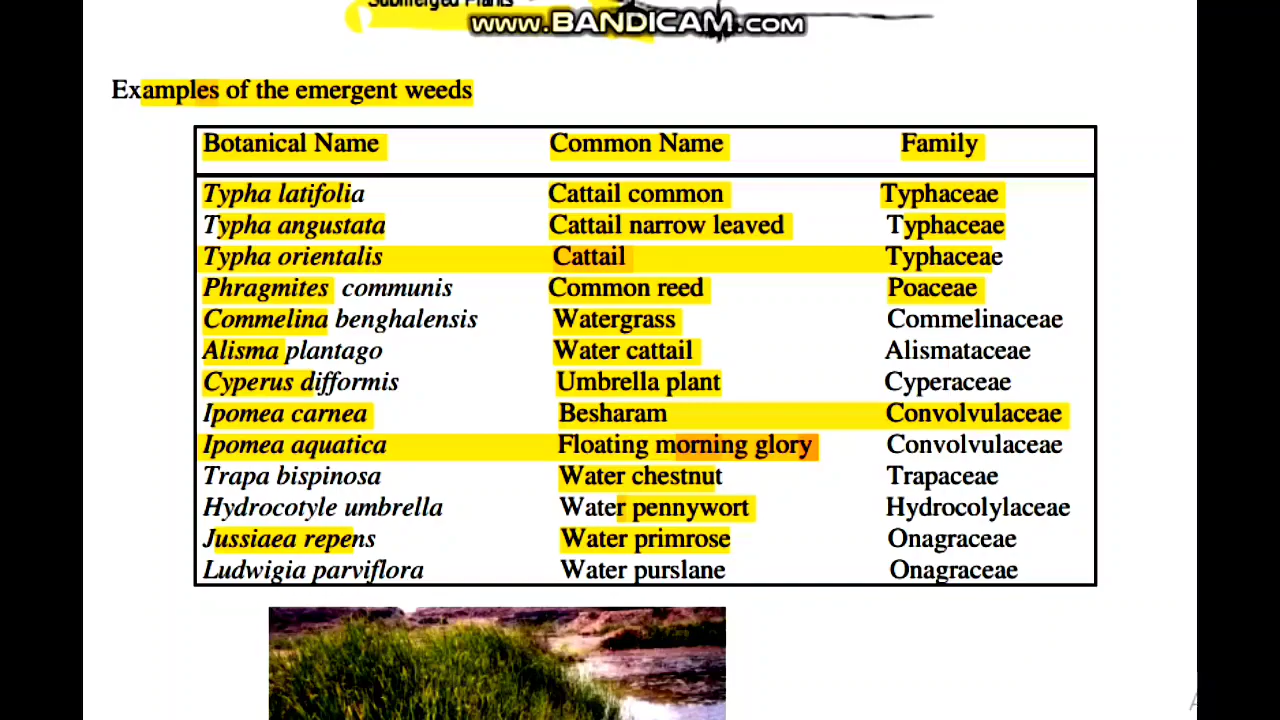 Submerged Plants
www.BANDICAM.com
Examples of the emergent weeds
Botanical Name Common Name Family
Typha latifolia Cattail common Typhaceae
Typha angustata Cattail narrow leaved Typhaceae
Typha orientalis Cattail Typhaceae
Phragmites communis Common reed Poaceae
Commelina benghalensis Watergrass Commelinaceae
Alisma plantago Water cattail Alismataceae
Cyperus difformis Umbrella plant Cyperaceae
Ipomea carnea Besharam Convolvulaceae
Ipomea aquatica Floating morning glory Convolvulaceae
Trapa bispinosa Water chestnut Trapaceae
Hydrocotyle umbrella Water pennywort Hydrocolylaceae
Jussiaea repens Water primrose Onagraceae
Ludwigia parviflora Water purslane Onagraceae